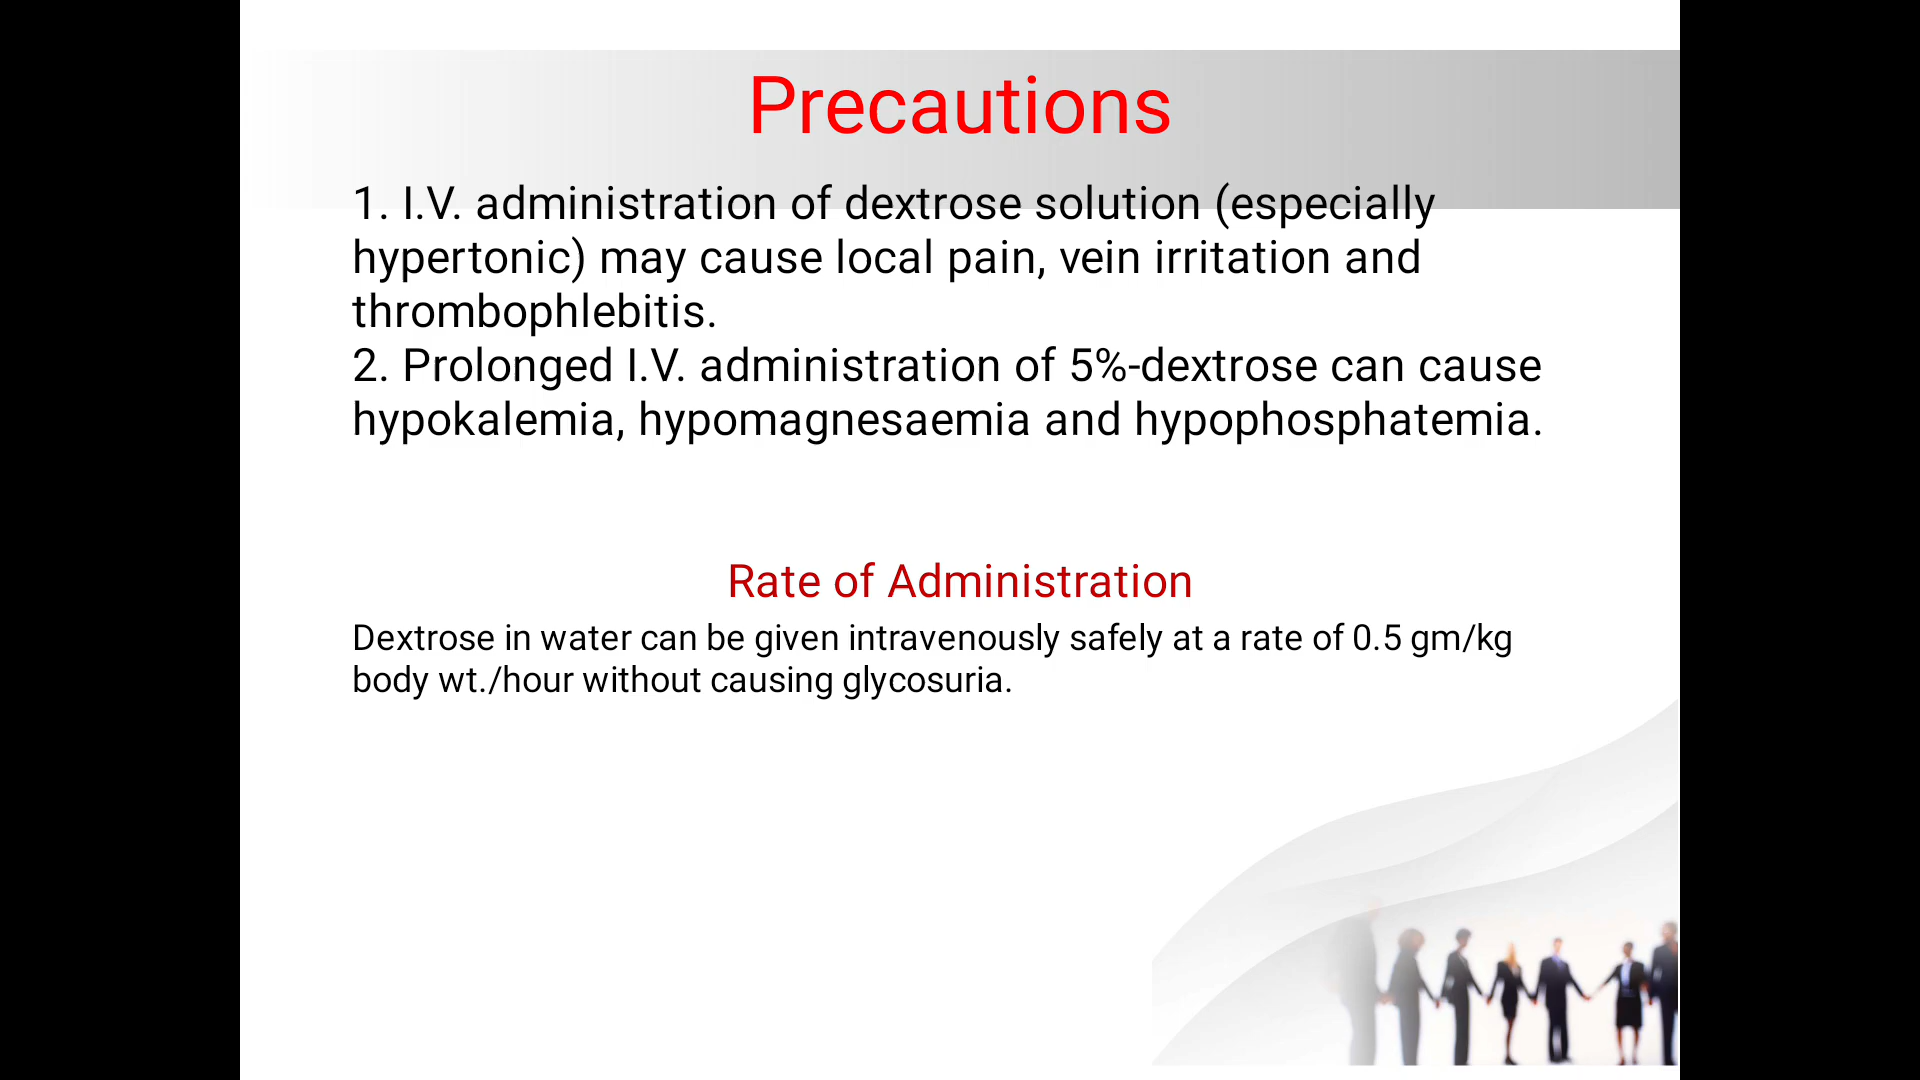 Precautions
1. I.V. administration of dextrose solution (especially
hypertonic) may cause local pain, vein irritation and
thrombophlebitis.
2. Prolonged I.V. administration of 5%-dextrose can cause
hypokalemia, hypomagnesaemia and hypophosphatemia.
Rate of Administration
Dextrose in water can be given intravenously safely at a rate of 0.5 gm/kg
body wt./hour without causing glycosuria.